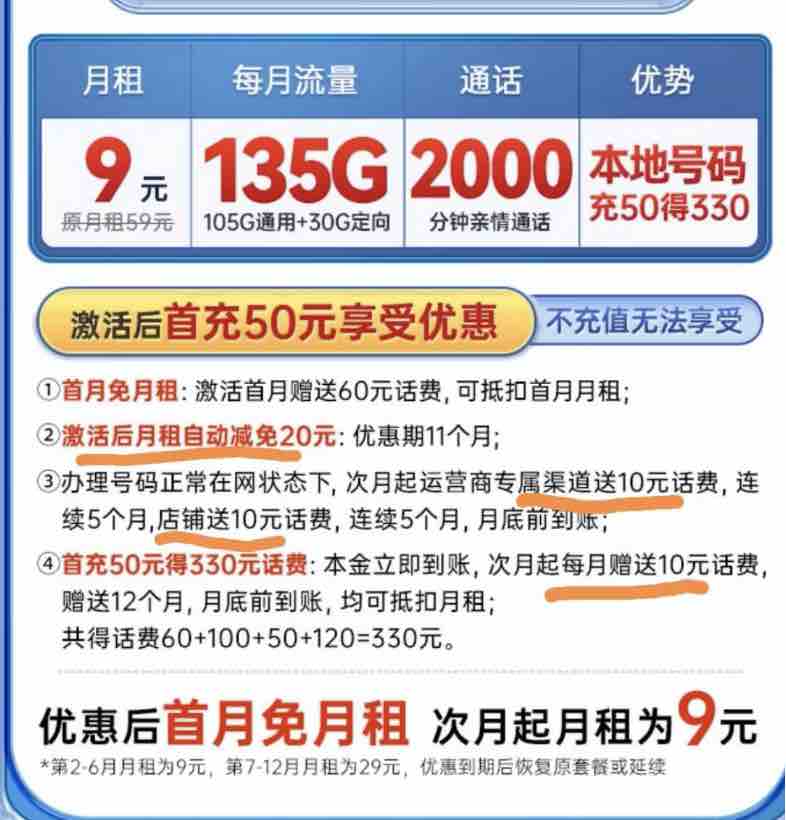 月租 每月流量 通话 优势
9元 135G 2000 本地号码
原月租59元 105G通用+30G定向 分钟亲情通话 充50得330
激活后首充50元享受优惠 不充值无法享受
①首月免月租: 激活首月赠送60元话费, 可抵扣首月月租;
②激活后月租自动减免20元: 优惠期11个月;
③办理号码正常在网状态下, 次月起运营商专属渠道送10元话费, 连
续5个月,店铺送10元话费, 连续5个月, 月底前到账;
④首充50元得330元话费: 本金立即到账, 次月起每月赠送10元话费,
赠送12个月, 月底前到账, 均可抵扣月租;
共得话费60+100+50+120=330元。
优惠后首月免月租 次月起月租为9元
*第2-6月月租为9元, 第7-12月月租为29元, 优惠到期后恢复原套餐或延续